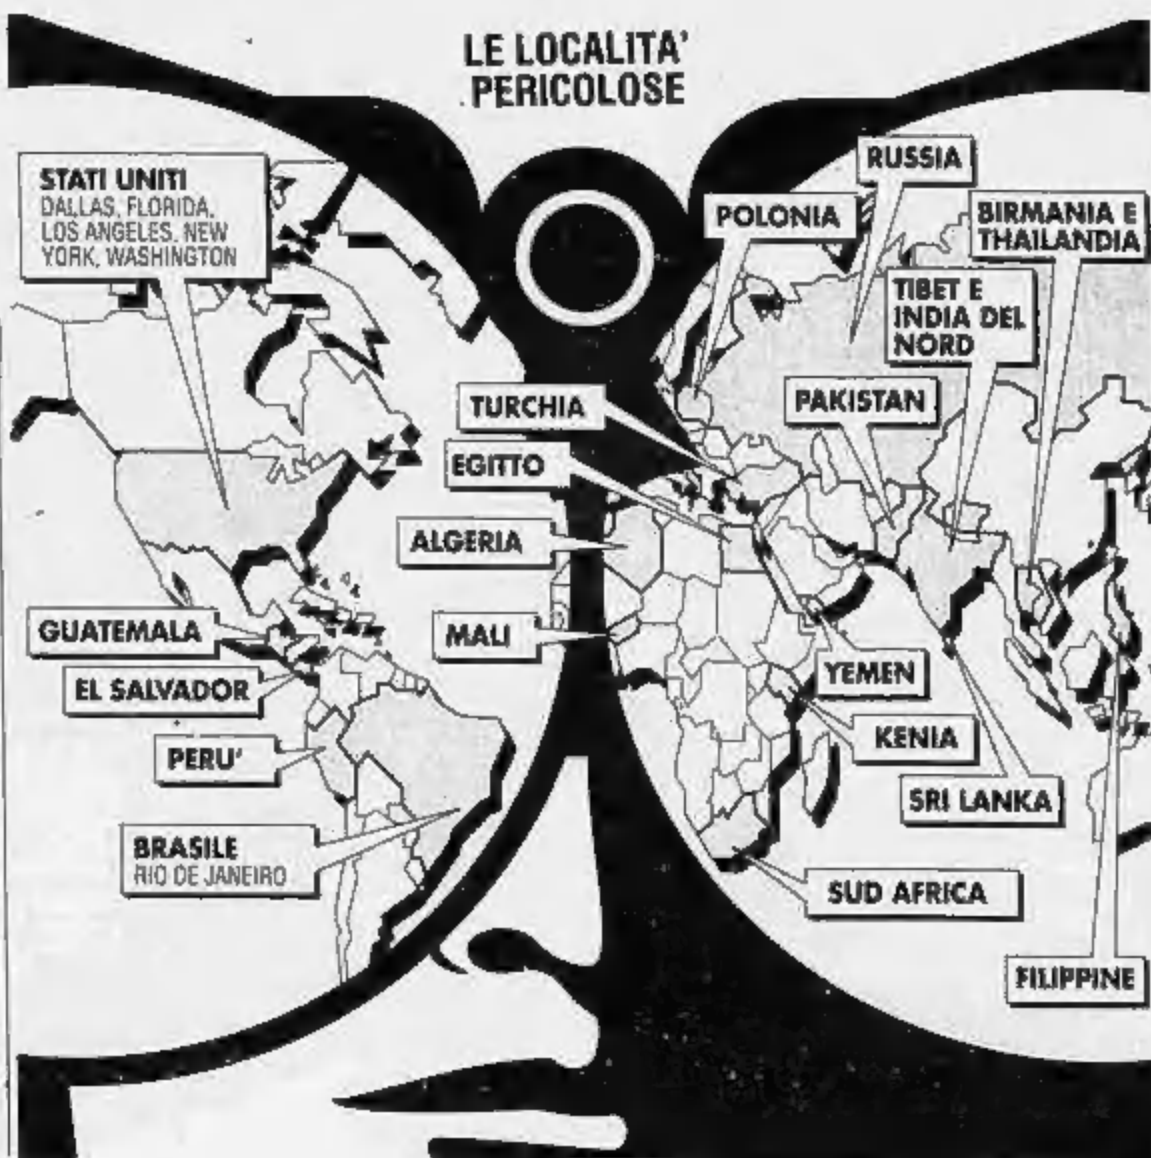 LE LOCALITA'
PERICOLOSE
STATI UNITI
DALLAS, FLORIDA,
LOS ANGELES, NEW
YORK, WASHINGTON
RUSSIA
POLONIA
BIRMANIA E
THAILANDIA
TIBET E
INDIA DEL
NORD
TURCHIA
PAKISTAN
EGITTO
ALGERIA
GUATEMALA
MALI
EL SALVADOR
YEMEN
PERU'
KENIA
SRI LANKA
BRASILE
RIO DE JANEIRO
SUD AFRICA
FILIPPINE